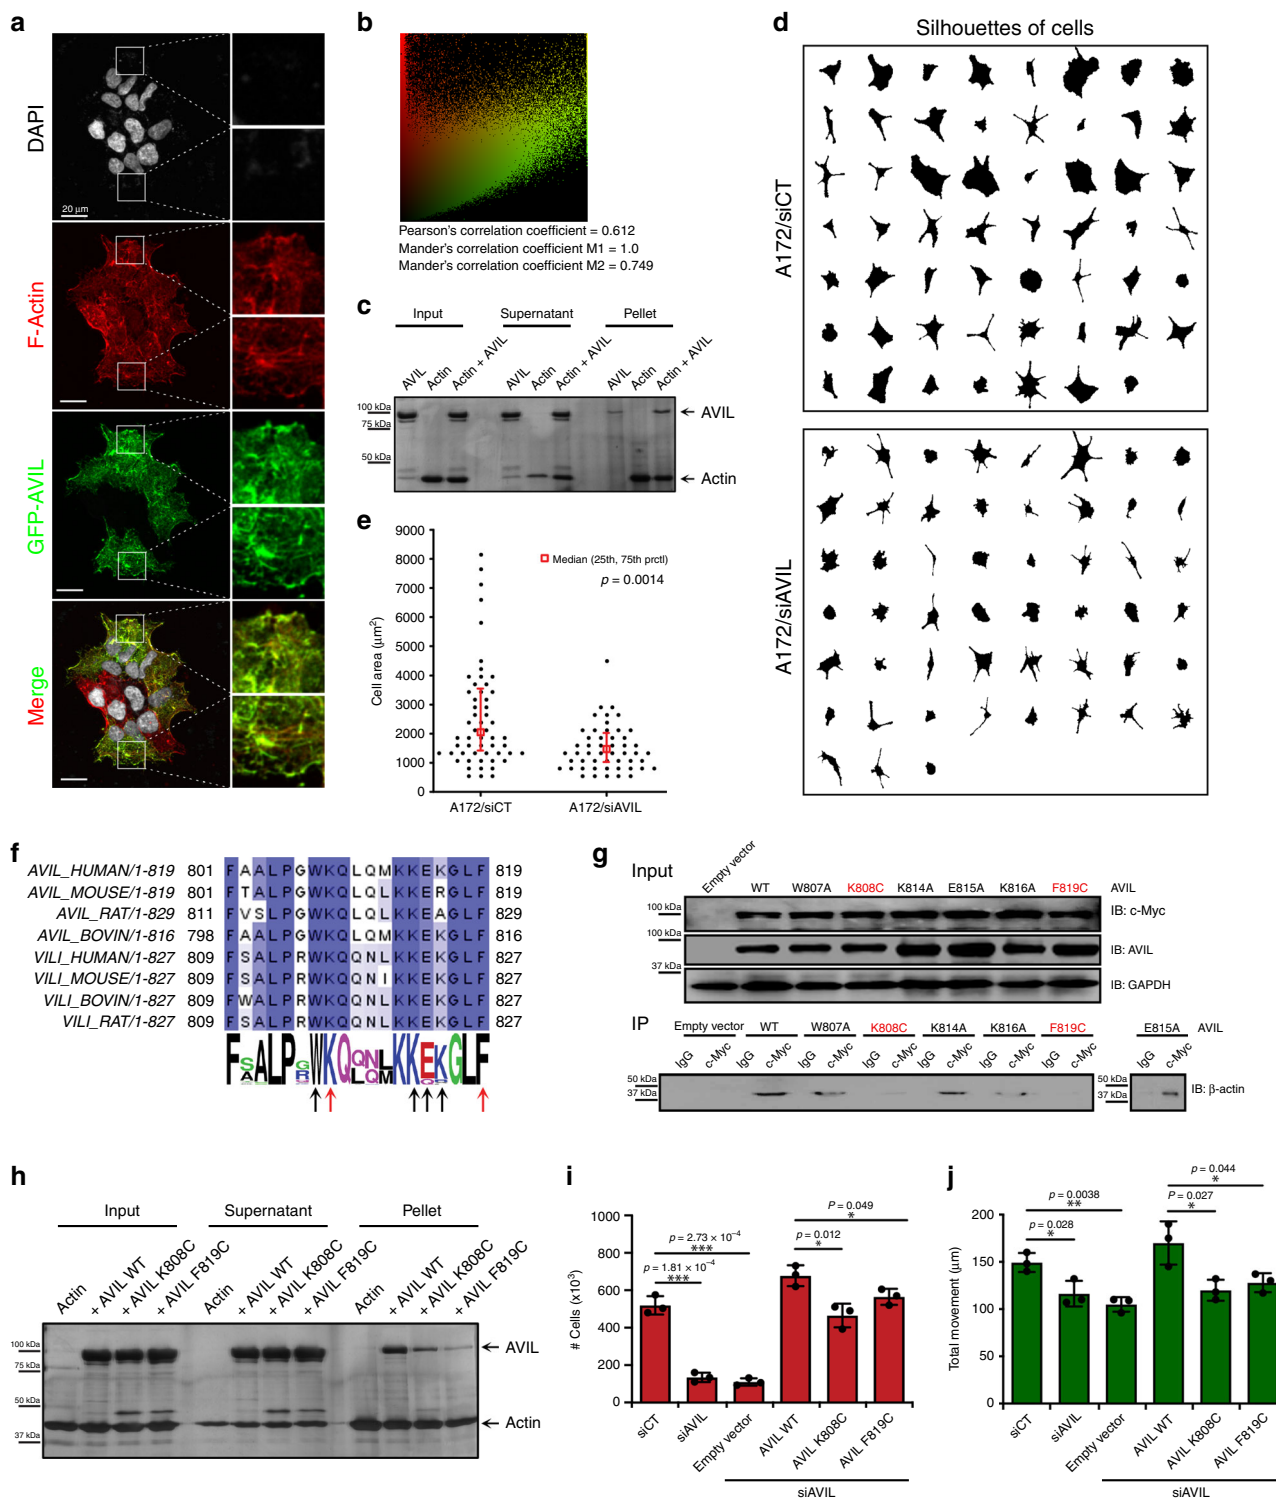 a
DAPI
20 µm
F-Actin
GFP-AVIL
Merge
b
Pearson's correlation coefficient = 0.612
Mander's correlation coefficient M1 = 1.0
Mander's correlation coefficient M2 = 0.749
c
Input Supernatant Pellet
AVIL Actin Actin + AVIL AVIL Actin Actin + AVIL AVIL Actin Actin + AVIL
100 kDa
75 kDa
50 kDa
← AVIL
← Actin
d
Silhouettes of cells
A172/siCT
A172/siAVIL
e
Cell area (µm²)
9000
8000
7000
6000
5000
4000
3000
2000
1000
0
Median (25th, 75th prctl)
p = 0.0014
A172/siCT A172/siAVIL
f
AVIL_HUMAN/1-819 801 FAALPGWKQLQMKKEKGLF 819
AVIL_MOUSE/1-819 801 FTALPGWKQLQLKKERGLF 819
AVIL_RAT/1-829 811 FVSLPGWKQLQLKKEAGLF 829
AVIL_BOVIN/1-816 798 FAALPGWKQLQMKKEKGLF 816
VILI_HUMAN/1-827 809 FSALPRWKQQNLKKEKGLF 827
VILI_MOUSE/1-827 809 FSALPRWKQQNIKKEKGLF 827
VILI_BOVIN/1-827 809 FWALPRWKQQNLKKEKGLF 827
VILI_RAT/1-827 809 FSALPRWKQQNLKKEKGLF 827
g
Input
Empty vector WT W807A K808C K814A E815A K816A F819C AVIL
100 kDa
IB: c-Myc
100 kDa
IB: AVIL
37 kDa
IB: GAPDH
IP
Empty vector WT W807A K808C K814A K816A F819C E815A AVIL
IgG c-Myc IgG c-Myc IgG c-Myc IgG c-Myc IgG c-Myc IgG c-Myc IgG c-Myc IgG c-Myc
50 kDa
37 kDa
50 kDa
37 kDa
IB: β-actin
h
Input Supernatant Pellet
Actin + AVIL WT + AVIL K808C + AVIL F819C Actin + AVIL WT + AVIL K808C + AVIL F819C Actin + AVIL WT + AVIL K808C + AVIL F819C
100 kDa
75 kDa
50 kDa
37 kDa
← AVIL
← Actin
i
# Cells (x10³)
1000
800
600
400
200
0
p = 0.049
*
p = 2.73 × 10⁻⁴
***
p = 0.012
*
p = 1.81 × 10⁻⁴
***
siCT siAVIL Empty vector AVIL WT AVIL K808C AVIL F819C
siAVIL
j
Total movement (µm)
200
150
100
50
0
p = 0.044
*
p = 0.0038
**
p = 0.027
*
p = 0.028
*
siCT siAVIL Empty vector AVIL WT AVIL K808C AVIL F819C
siAVIL